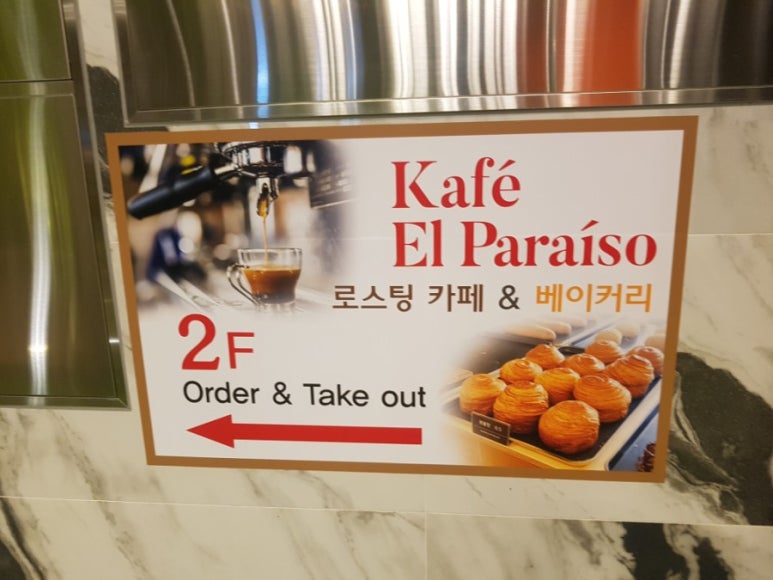 Kafé
El Paraíso
로스팅 카페 & 베이커리
2F
Order & Take out